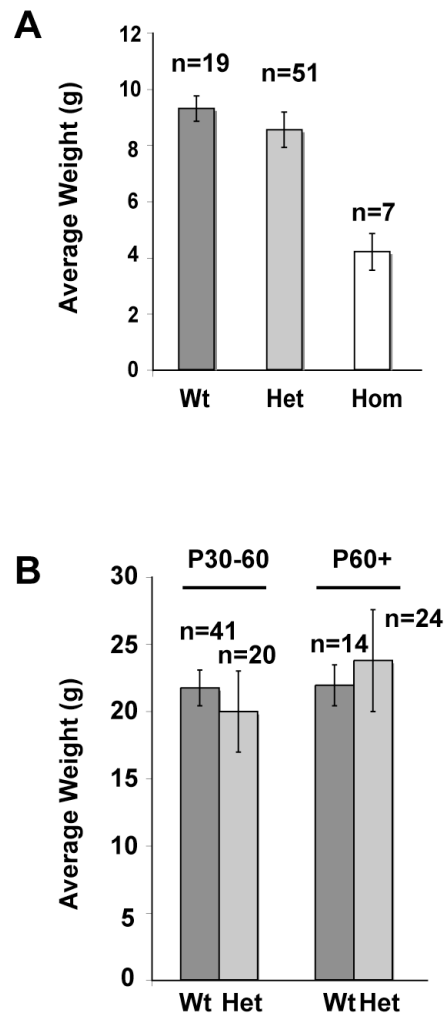 A
Average Weight (g)
12
10
8
6
4
2
0
n=19
n=51
n=7
Wt Het Hom
B
P30-60 P60+
Average Weight (g)
30
25
20
15
10
5
0
n=41
n=20
n=14
n=24
Wt Het Wt Het